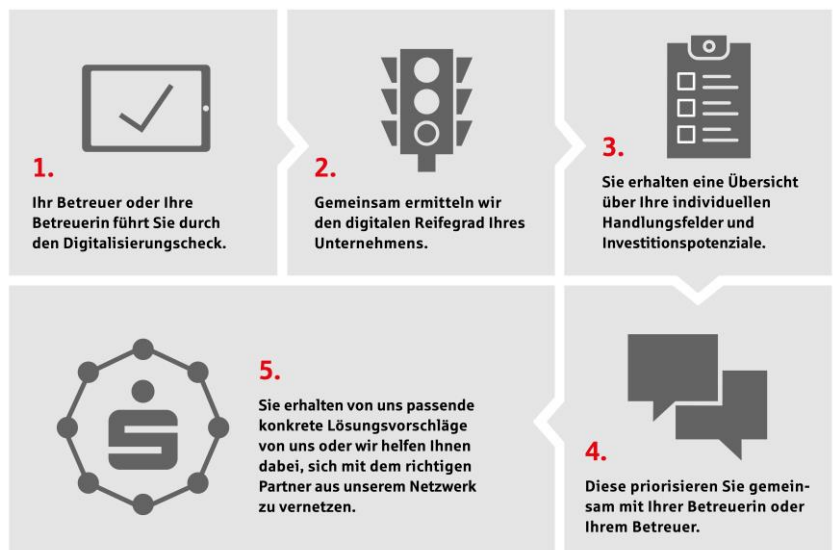 1.
Ihr Betreuer oder Ihre
Betreuerin führt Sie durch
den Digitalisierungscheck.
2.
Gemeinsam ermitteln wir
den digitalen Reifegrad Ihres
Unternehmens.
3.
Sie erhalten eine Übersicht
über Ihre individuellen
Handlungsfelder und
Investitionspotenziale.
4.
Diese priorisieren Sie gemein-
sam mit Ihrer Betreuerin oder
Ihrem Betreuer.
5.
Sie erhalten von uns passende
konkrete Lösungsvorschläge
von uns oder wir helfen Ihnen
dabei, sich mit dem richtigen
Partner aus unserem Netzwerk
zu vernetzen.